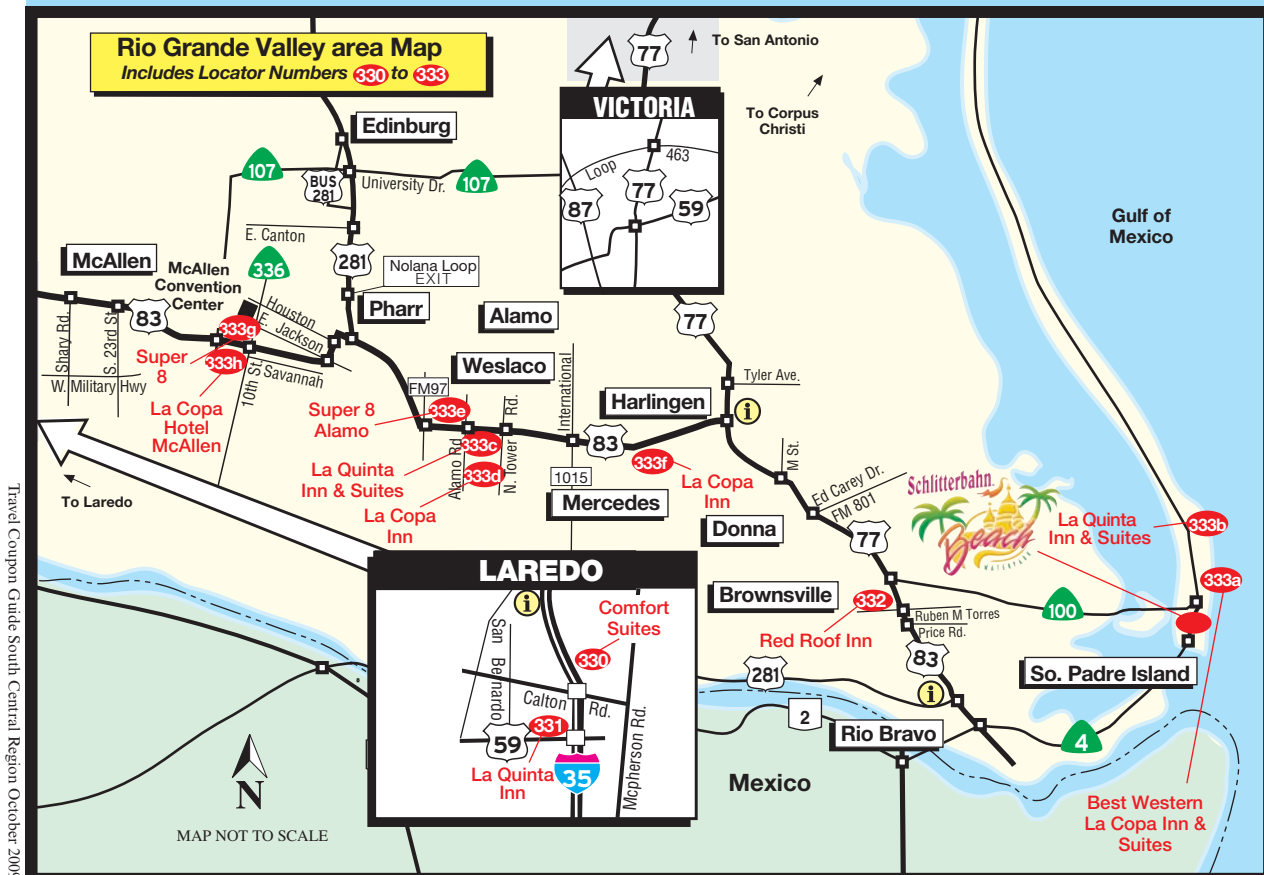 Rio Grande Valley area Map
Includes Locator Numbers 330 to 333
77
To San Antonio
To Corpus
Christi
VICTORIA
Loop
463
77
87
59
Edinburg
107
BUS
281
University Dr.
107
E. Canton
336
281
Nolana Loop
EXIT
McAllen
McAllen
Convention
Center
Pharr
Houston
E. Jackson
83
Shary Rd.
S. 23rd St.
W. Military Hwy
333g
Super
8
333h
La Copa
Hotel
McAllen
10th St.
Savannah
Alamo
Weslaco
FM97
Super 8
Alamo
333e
La Quinta
Inn & Suites
333c
333d
La Copa
Inn
Alamo Rd
N. Tower Rd.
International
83
1015
Mercedes
333f
La Copa
Inn
77
Tyler Ave.
Harlingen
i
M St.
Ed Carey Dr.
FM 801
Donna
77
Schlitterbahn
Beach
WATERPARK
La Quinta
Inn & Suites
333b
333a
Gulf of
Mexico
Brownsville
332
Red Roof Inn
Ruben M Torres
Price Rd.
100
83
i
281
2
Rio Bravo
So. Padre Island
4
Mexico
Best Western
La Copa Inn &
Suites
To Laredo
LAREDO
i
San Bernardo
Comfort
Suites
330
Calton Rd.
331
59
La Quinta
Inn
35
Mcpherson Rd.
N
MAP NOT TO SCALE
Travel Coupon Guide South Central Region October 2009